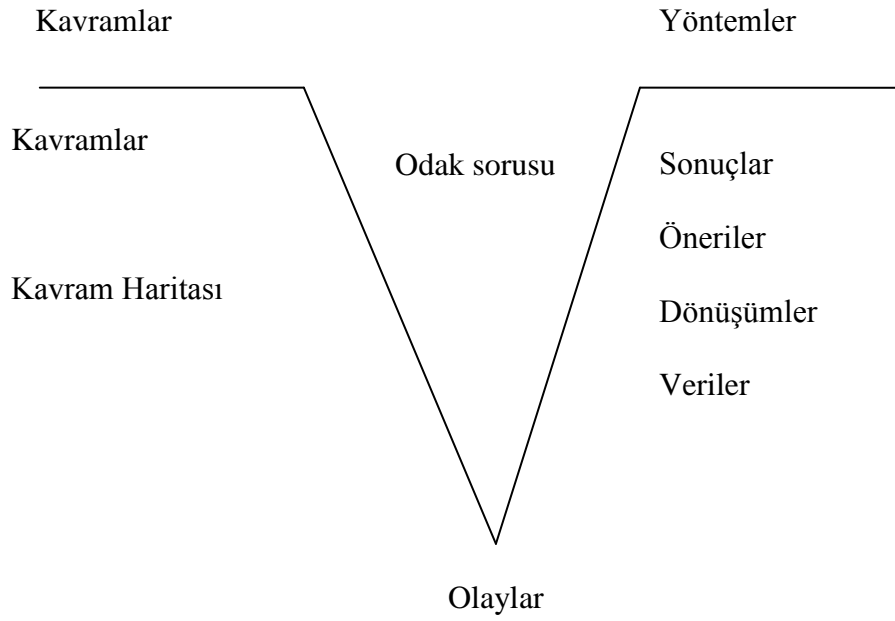 Kavramlar
Yöntemler
Kavramlar
Odak sorusu
Sonuçlar
Öneriler
Kavram Haritası
Dönüşümler
Veriler
Olaylar